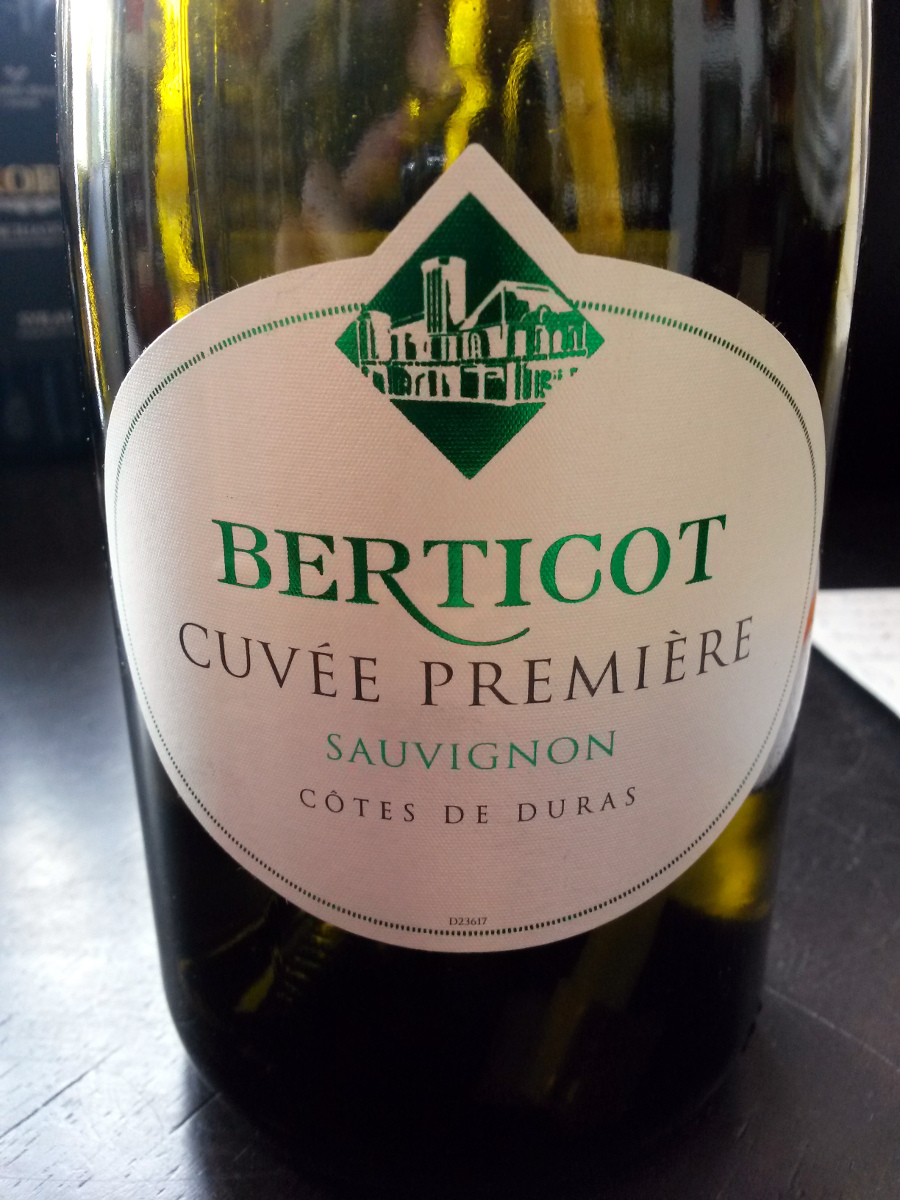 BERTICOT
CUVÉE PREMIÈRE
SAUVIGNON
CÔTES DE DURAS
D23617